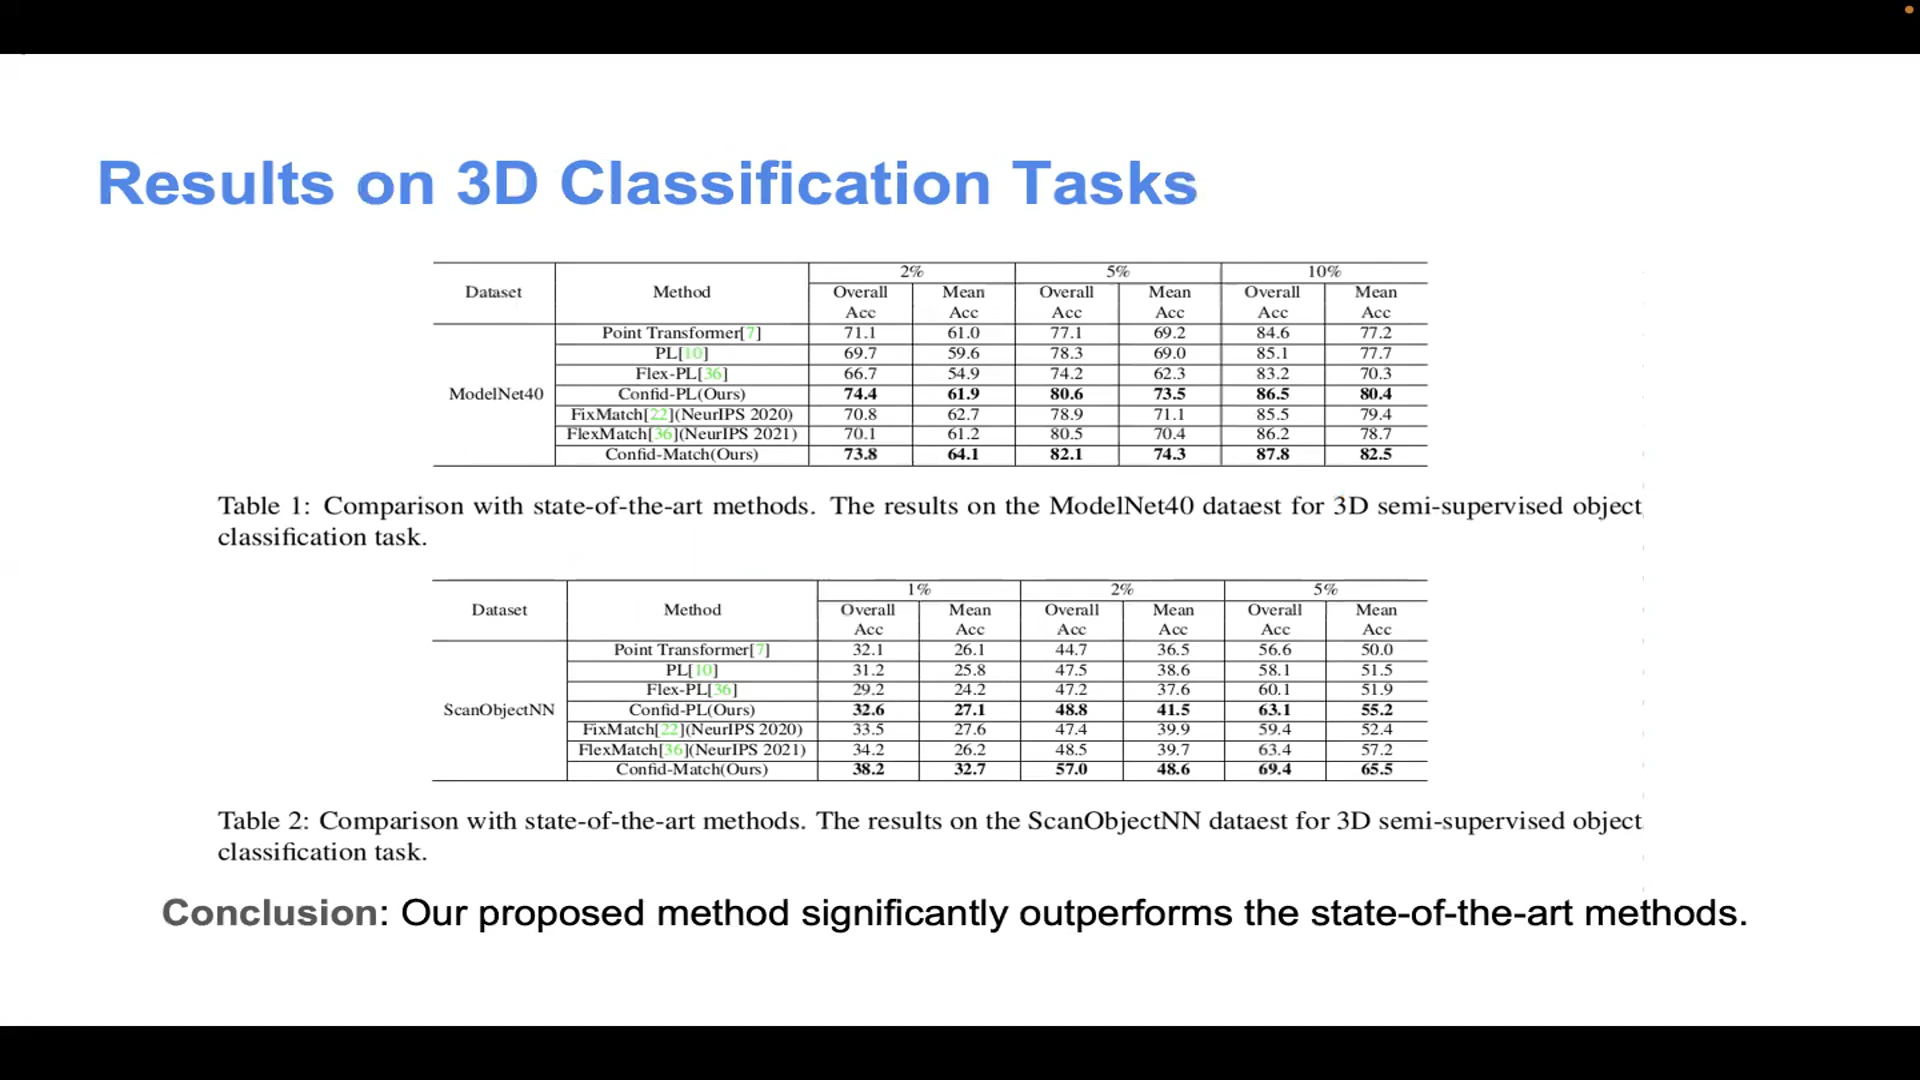 Results on 3D Classification Tasks
Dataset Method 2% 5% 10%
Overall Acc Mean Acc Overall Acc Mean Acc Overall Acc Mean Acc
ModelNet40
Point Transformer[7] 71.1 61.0 77.1 69.2 84.6 77.2
PL[10] 69.7 59.6 78.3 69.0 85.1 77.7
Flex-PL[36] 66.7 54.9 74.2 62.3 83.2 70.3
Confid-PL(Ours) 74.4 61.9 80.6 73.5 86.5 80.4
FixMatch[22](NeurIPS 2020) 70.8 62.7 78.9 71.1 85.5 79.4
FlexMatch[36](NeurIPS 2021) 70.1 61.2 80.5 70.4 86.2 78.7
Confid-Match(Ours) 73.8 64.1 82.1 74.3 87.8 82.5
Table 1: Comparison with state-of-the-art methods. The results on the ModelNet40 dataest for 3D semi-supervised object
classification task.
Dataset Method 1% 2% 5%
Overall Acc Mean Acc Overall Acc Mean Acc Overall Acc Mean Acc
ScanObjectNN
Point Transformer[7] 32.1 26.1 44.7 36.5 56.6 50.0
PL[10] 31.2 25.8 47.5 38.6 58.1 51.5
Flex-PL[36] 29.2 24.2 47.2 37.6 60.1 51.9
Confid-PL(Ours) 32.6 27.1 48.8 41.5 63.1 55.2
FixMatch[22](NeurIPS 2020) 33.5 27.6 47.4 39.9 59.4 52.4
FlexMatch[36](NeurIPS 2021) 34.2 26.2 48.5 39.7 63.4 57.2
Confid-Match(Ours) 38.2 32.7 57.0 48.6 69.4 65.5
Table 2: Comparison with state-of-the-art methods. The results on the ScanObjectNN dataest for 3D semi-supervised object
classification task.
Conclusion: Our proposed method significantly outperforms the state-of-the-art methods.